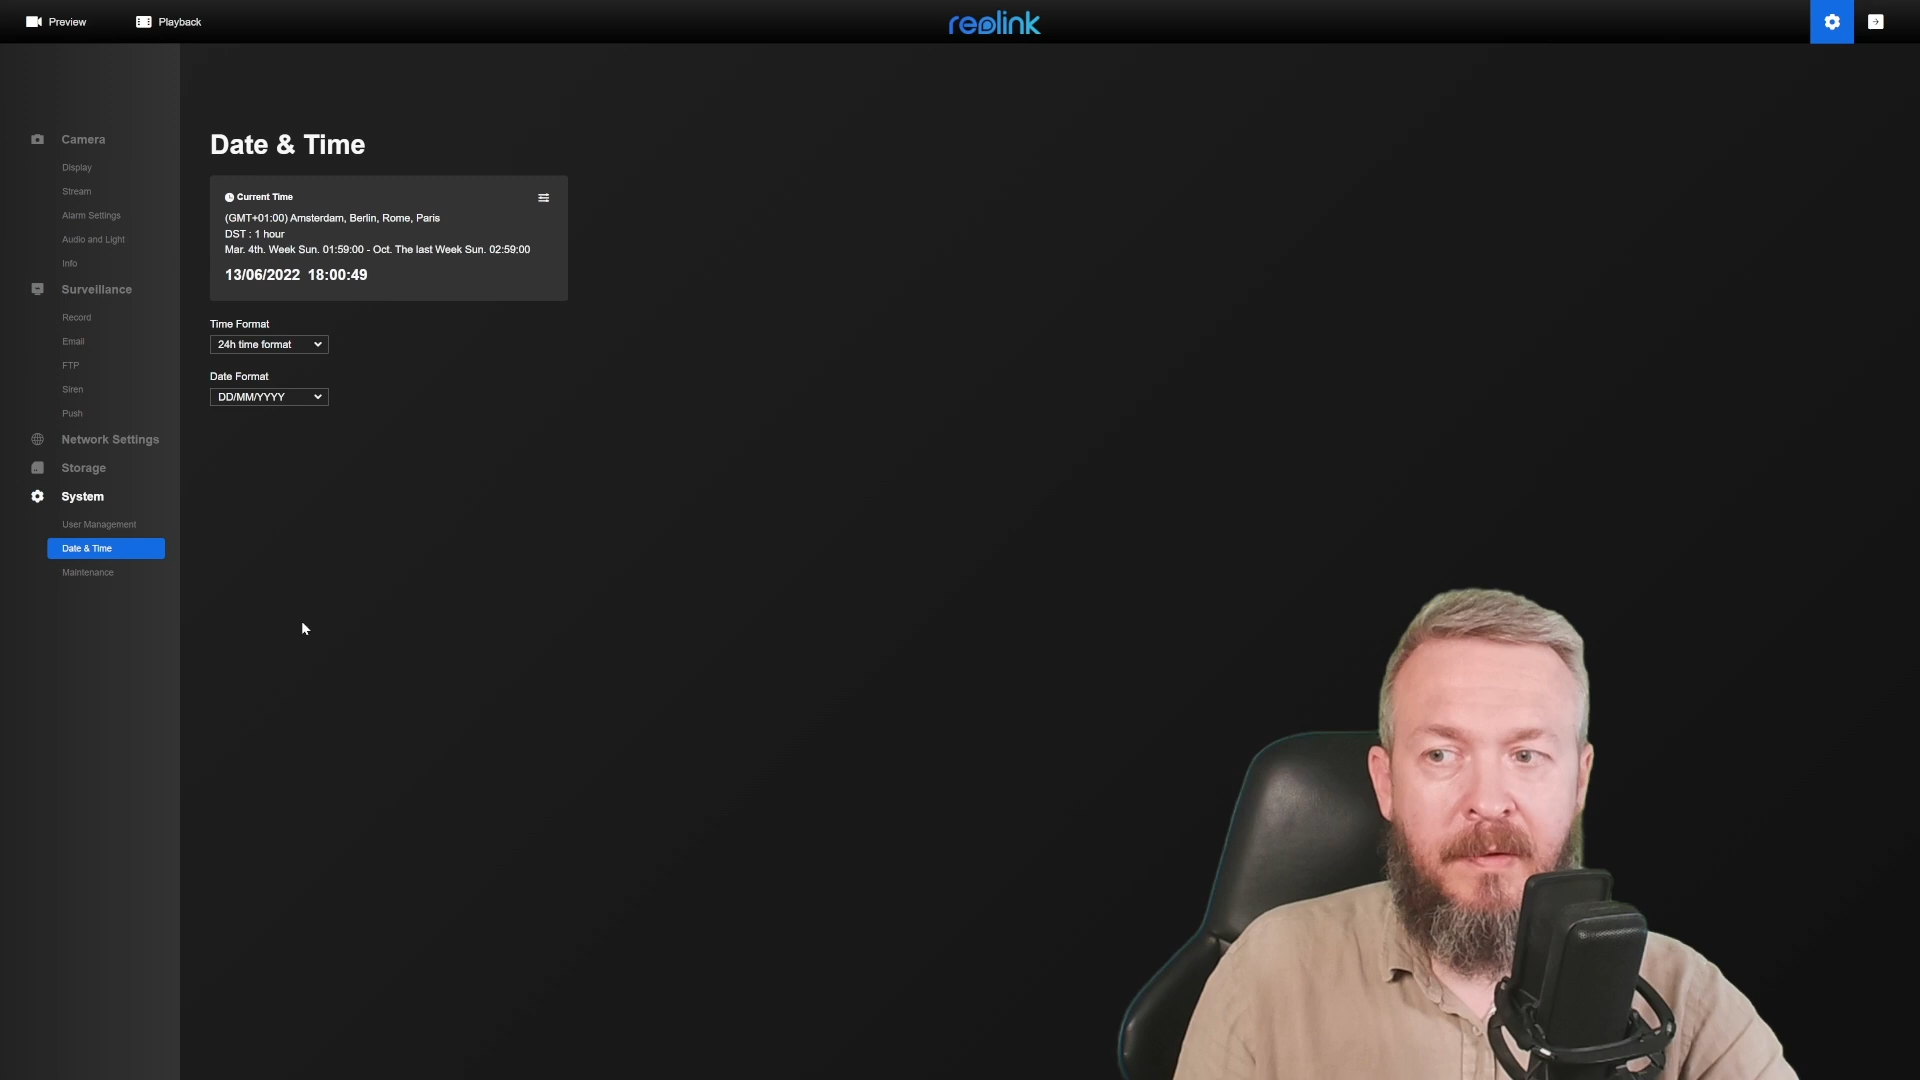 Preview
Playback
reolink
Camera
Display
Stream
Alarm Settings
Audio and Light
Info
Surveillance
Record
Email
FTP
Siren
Push
Network Settings
Storage
System
User Management
Date & Time
Maintenance
Date & Time
Current Time
(GMT+01:00) Amsterdam, Berlin, Rome, Paris
DST : 1 hour
Mar. 4th. Week Sun. 01:59:00 - Oct. The last Week Sun. 02:59:00
13/06/2022 18:00:49
Time Format
24h time format
Date Format
DD/MM/YYYY